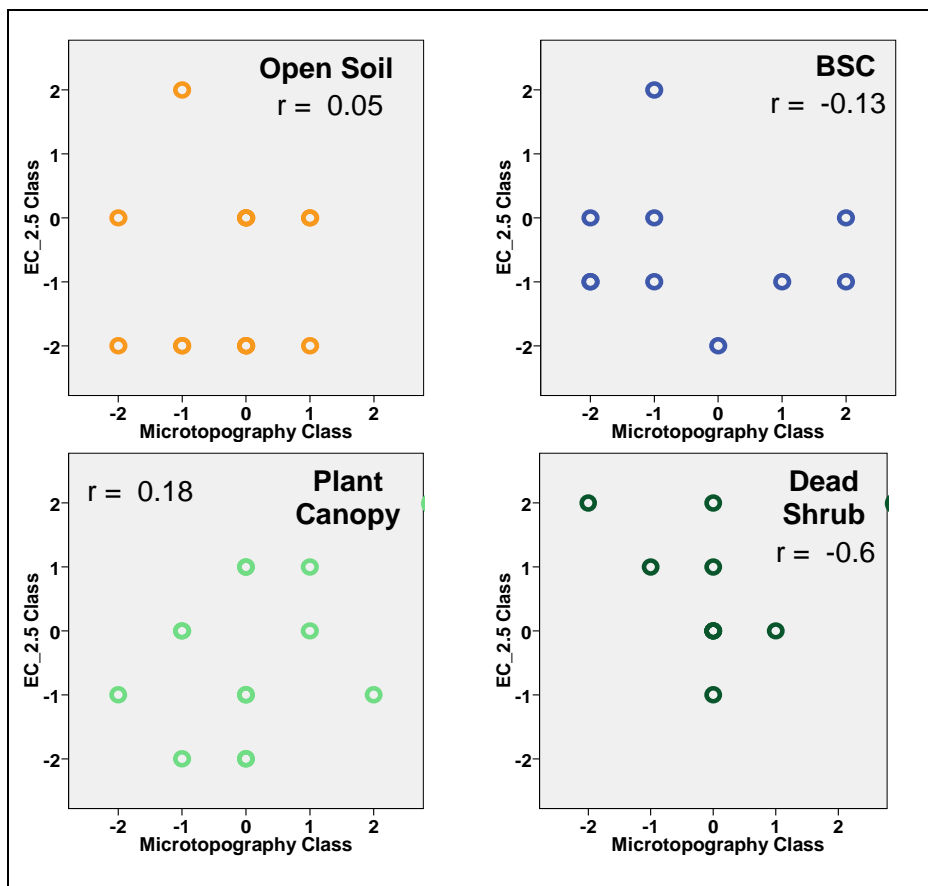 Open Soil
r = 0.05
EC_2.5 Class
2
1
0
-1
-2
-2 -1 0 1 2
Microtopography Class
BSC
r = -0.13
EC_2.5 Class
2
1
0
-1
-2
-2 -1 0 1 2
Microtopography Class
r = 0.18
Plant
Canopy
EC_2.5 Class
2
1
0
-1
-2
-2 -1 0 1 2
Microtopography Class
Dead
Shrub
r = -0.6
EC_2.5 Class
2
1
0
-1
-2
-2 -1 0 1 2
Microtopography Class